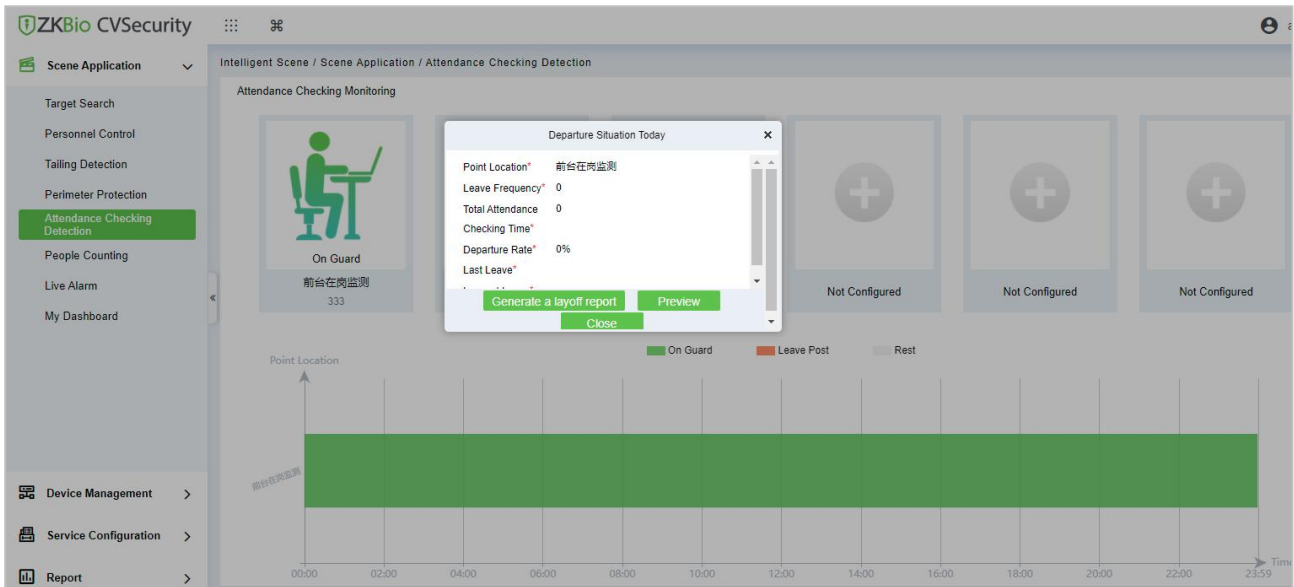 ZKBio CVSecurity
Scene Application
Intelligent Scene / Scene Application / Attendance Checking Detection
Target Search
Personnel Control
Tailing Detection
Perimeter Protection
Attendance Checking
Detection
People Counting
Live Alarm
My Dashboard
Device Management
Service Configuration
Report
Attendance Checking Monitoring
On Guard
前台在岗监测
333
Departure Situation Today
Point Location* 前台在岗监测
Leave Frequency* 0
Total Attendance 0
Checking Time*
Departure Rate* 0%
Last Leave*
Generate a layoff report
Preview
Close
Not Configured
Not Configured
Not Configured
On Guard
Leave Post
Rest
Point Location
前台在岗监测
00:00 02:00 04:00 06:00 08:00 10:00 12:00 14:00 16:00 18:00 20:00 22:00 23:59